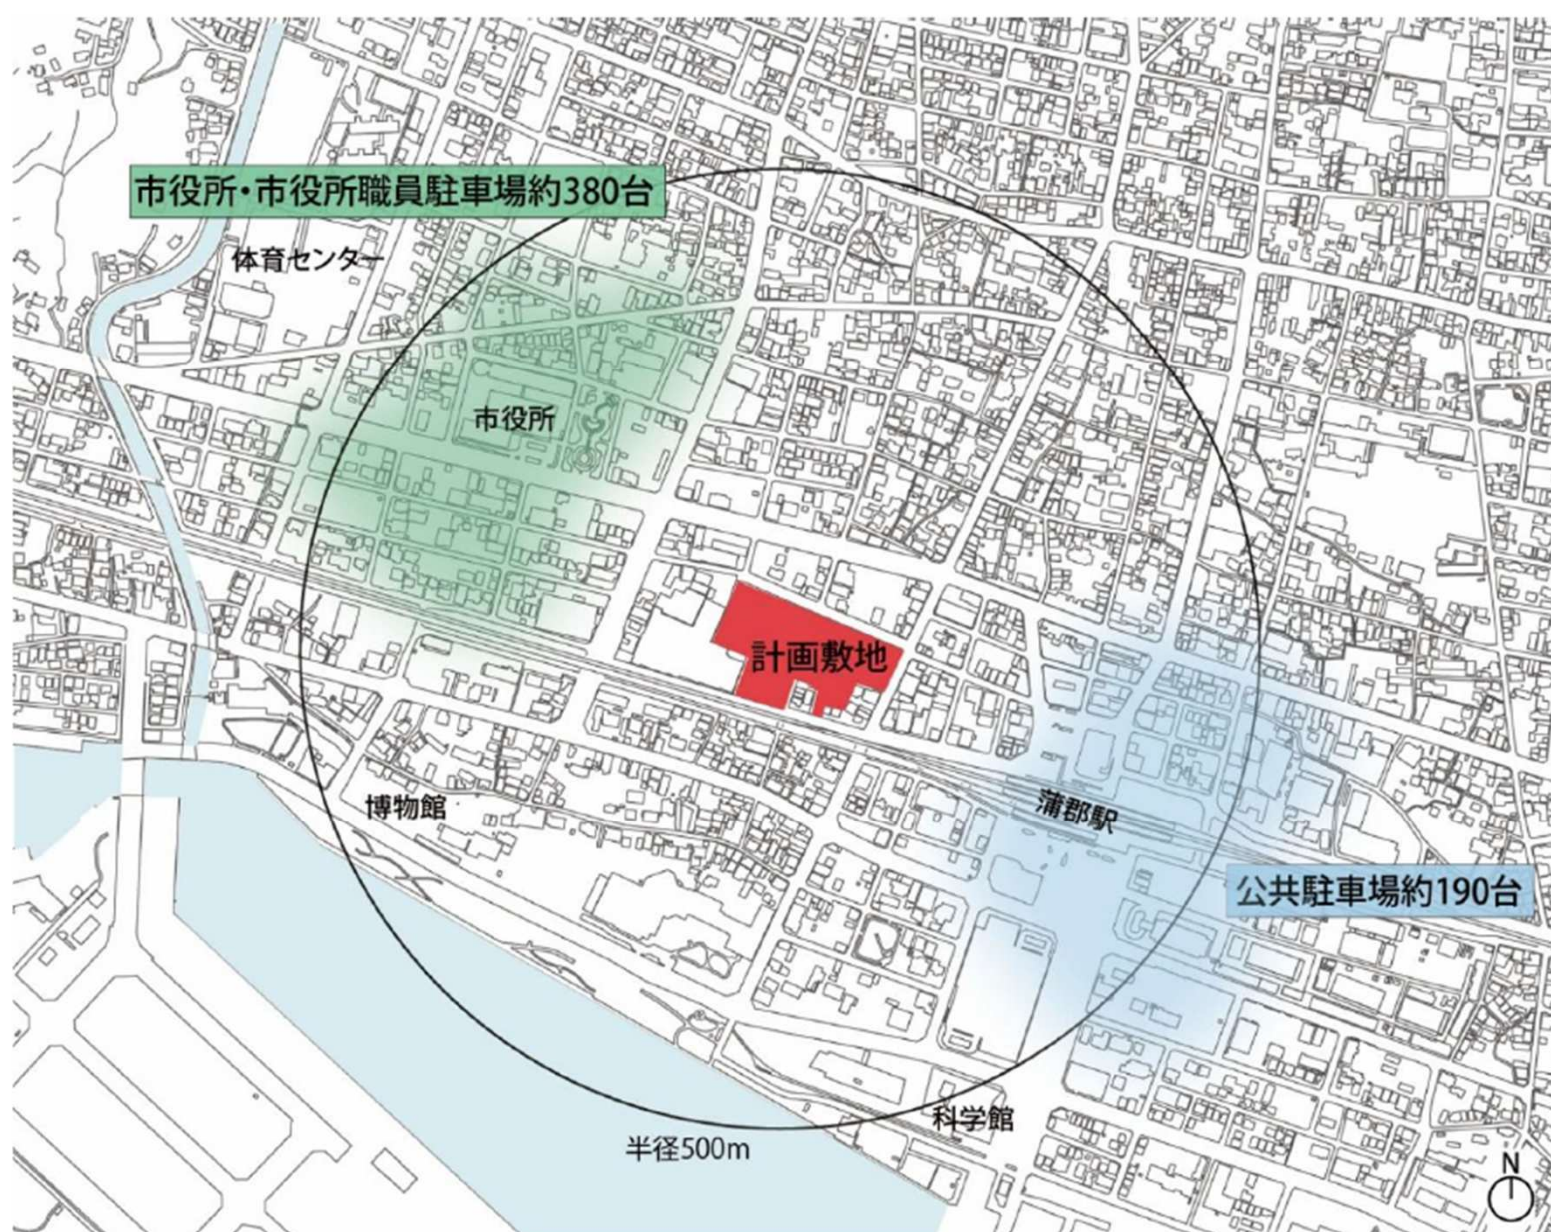 市役所・市役所職員駐車場約380台
体育センター
市役所
計画敷地
博物館
蒲郡駅
公共駐車場約190台
科学館
半径500m
N